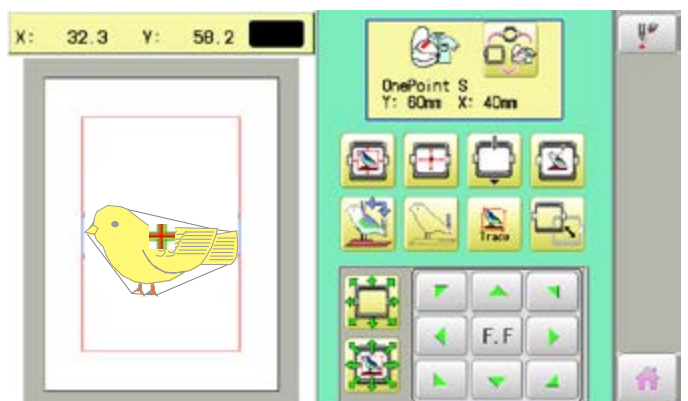 X: 32.3 Y: 58.2
OnePoint S
Y: 60mm X: 40mm
Trace
F.F